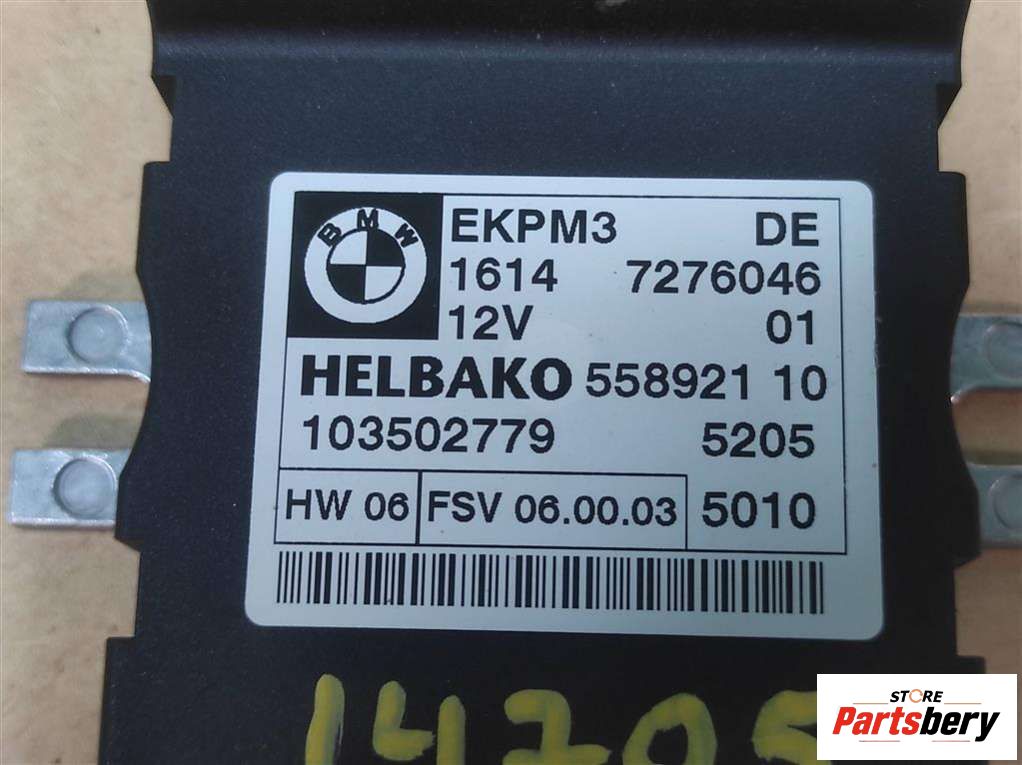 BMW
EKPM3 DE
1614 7276046
12V 01
HELBAKO 558921 10
103502779 5205
HW 06 FSV 06.00.03 5010
14205
STORE
Partsbery